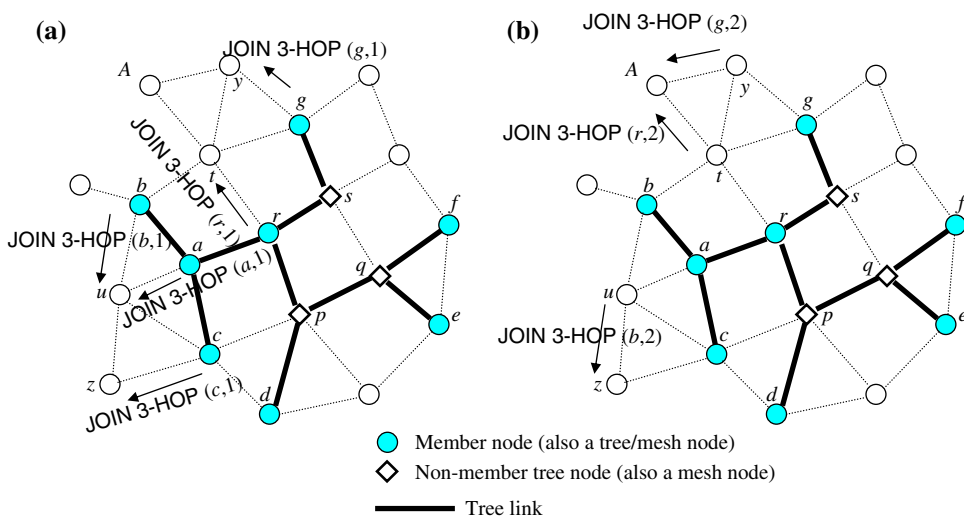 (a)
JOIN 3-HOP (g,1)
A
y
g
JOIN 3-HOP (r,1)
t
b
s
f
r
JOIN 3-HOP (b,1)
a
q
JOIN 3-HOP (a,1)
u
p
e
c
z
JOIN 3-HOP (c,1)
d
(b)
JOIN 3-HOP (g,2)
A
y
g
JOIN 3-HOP (r,2)
t
b
s
f
r
a
q
u
p
e
JOIN 3-HOP (b,2)
c
z
d
Member node (also a tree/mesh node)
Non-member tree node (also a mesh node)
Tree link